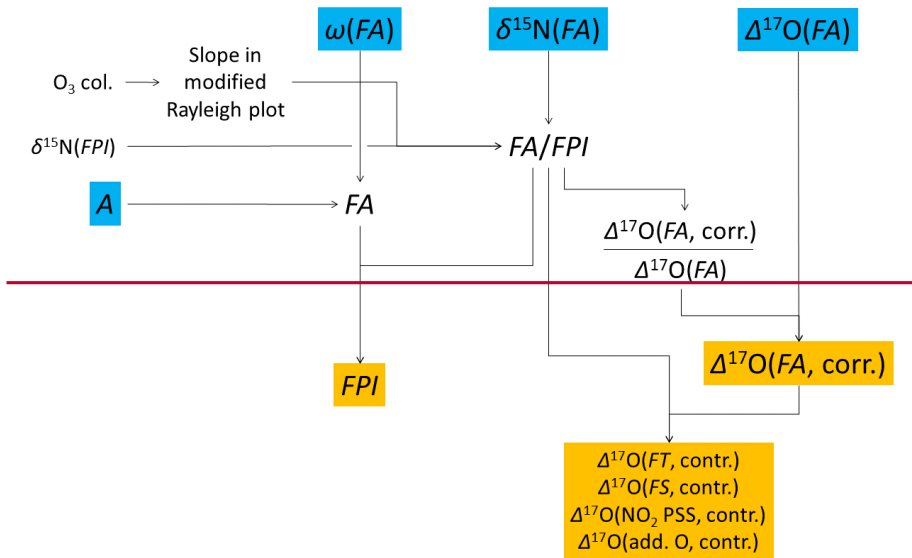 ω(FA)
δ¹⁵N(FA)
Δ¹⁷O(FA)
O₃ col.
Slope in
modified
Rayleigh plot
δ¹⁵N(FPI)
FA/FPI
A
FA
Δ¹⁷O(FA, corr.)
Δ¹⁷O(FA)
Δ¹⁷O(FA, corr.)
FPI
Δ¹⁷O(FT, contr.)
Δ¹⁷O(FS, contr.)
Δ¹⁷O(NO₂ PSS, contr.)
Δ¹⁷O(add. O, contr.)